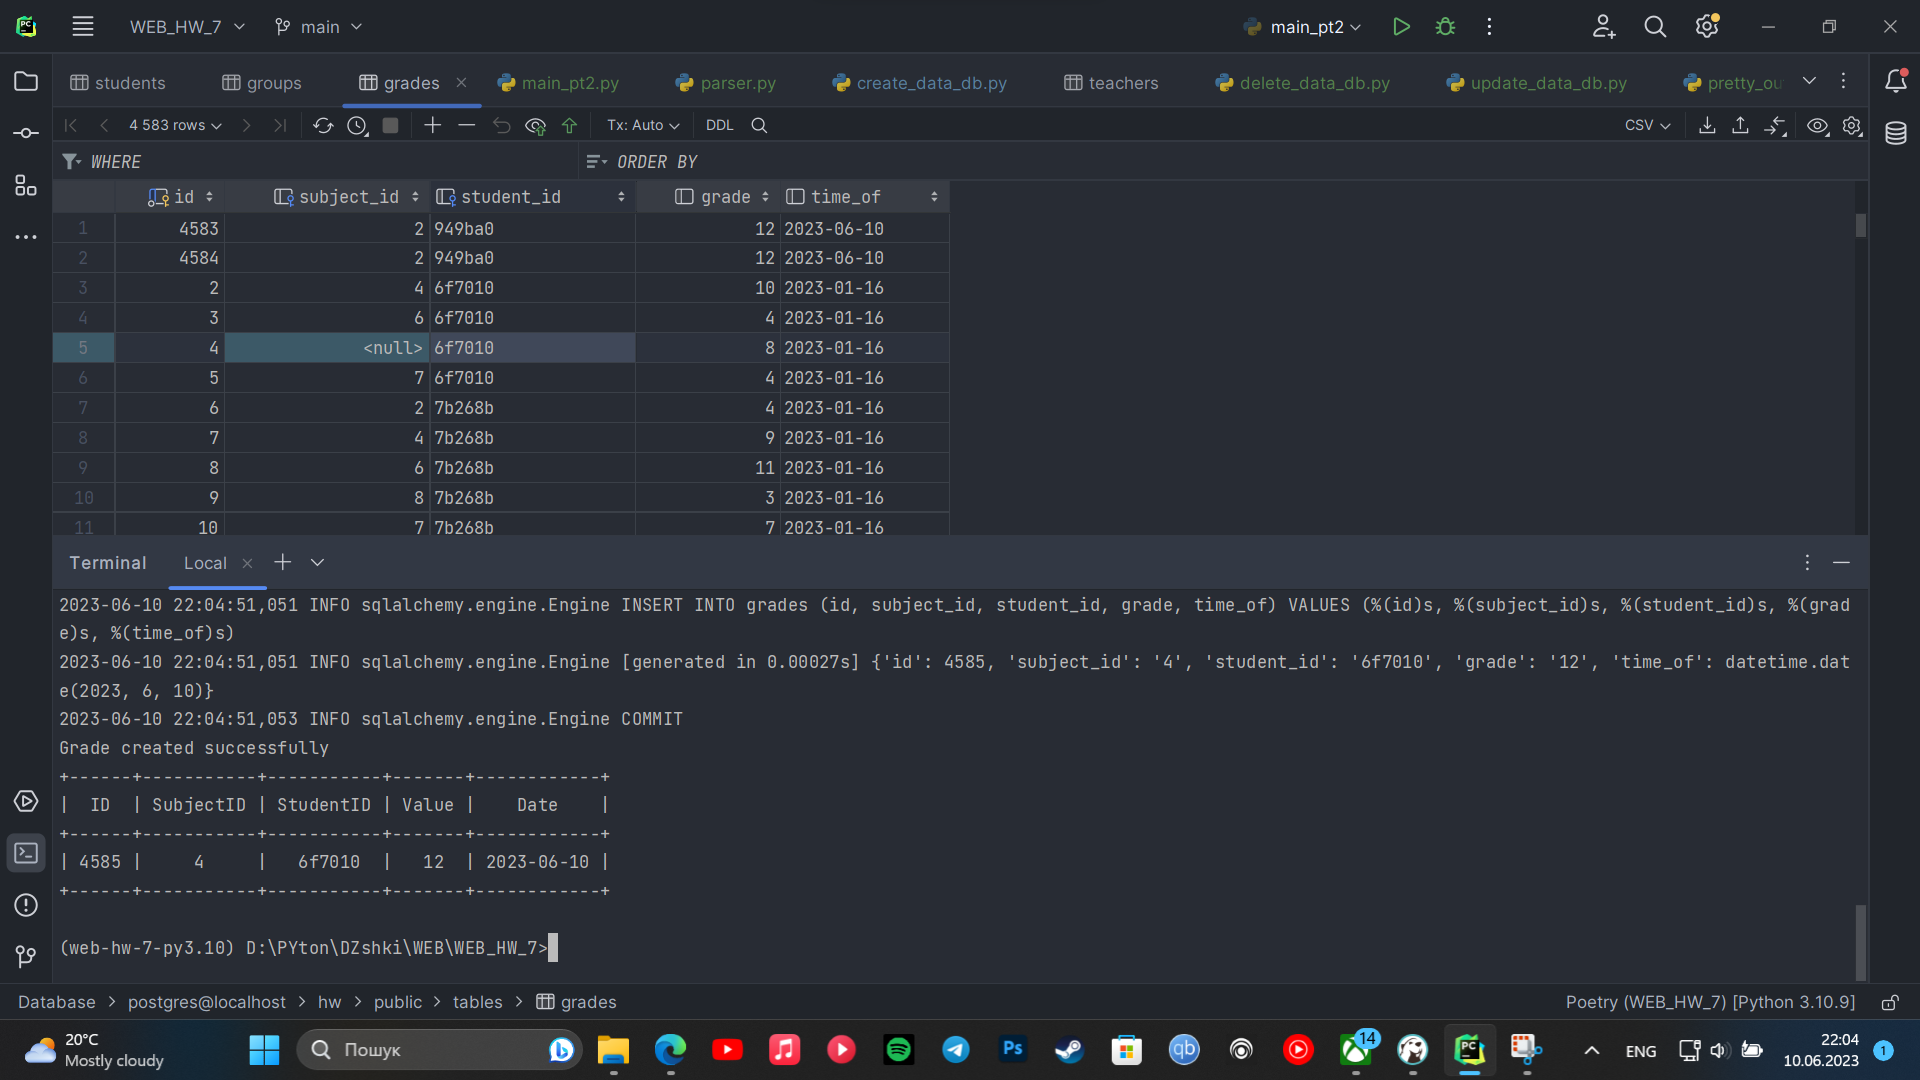 WEB_HW_7 main main_pt2
students groups grades main_pt2.py parser.py create_data_db.py teachers delete_data_db.py update_data_db.py pretty_ou
4 583 rows Tx: Auto DDL CSV
WHERE ORDER BY
id subject_id student_id grade time_of
1 4583 2 949ba0 12 2023-06-10
2 4584 2 949ba0 12 2023-06-10
3 2 4 6f7010 10 2023-01-16
4 3 6 6f7010 4 2023-01-16
5 4 <null> 6f7010 8 2023-01-16
6 5 7 6f7010 4 2023-01-16
7 6 2 7b268b 4 2023-01-16
8 7 4 7b268b 9 2023-01-16
9 8 6 7b268b 11 2023-01-16
10 9 8 7b268b 3 2023-01-16
11 10 7 7b268b 7 2023-01-16
Terminal Local
2023-06-10 22:04:51,051 INFO sqlalchemy.engine.Engine INSERT INTO grades (id, subject_id, student_id, grade, time_of) VALUES (%(id)s, %(subject_id)s, %(student_id)s, %(grad
e)s, %(time_of)s)
2023-06-10 22:04:51,051 INFO sqlalchemy.engine.Engine [generated in 0.00027s] {'id': 4585, 'subject_id': '4', 'student_id': '6f7010', 'grade': '12', 'time_of': datetime.dat
e(2023, 6, 10)}
2023-06-10 22:04:51,053 INFO sqlalchemy.engine.Engine COMMIT
Grade created successfully
+------+-----------+-----------+-------+------------+
|  ID  | SubjectID | StudentID | Value |    Date    |
+------+-----------+-----------+-------+------------+
| 4585 |     4     |   6f7010  |   12  | 2023-06-10 |
+------+-----------+-----------+-------+------------+
(web-hw-7-py3.10) D:\PYton\DZshki\WEB\WEB_HW_7>
Database > postgres@localhost > hw > public > tables > grades Poetry (WEB_HW_7) [Python 3.10.9]
20°C
Mostly cloudy
Пошук
Ps
qb
14
PC
ENG
22:04
10.06.2023
1